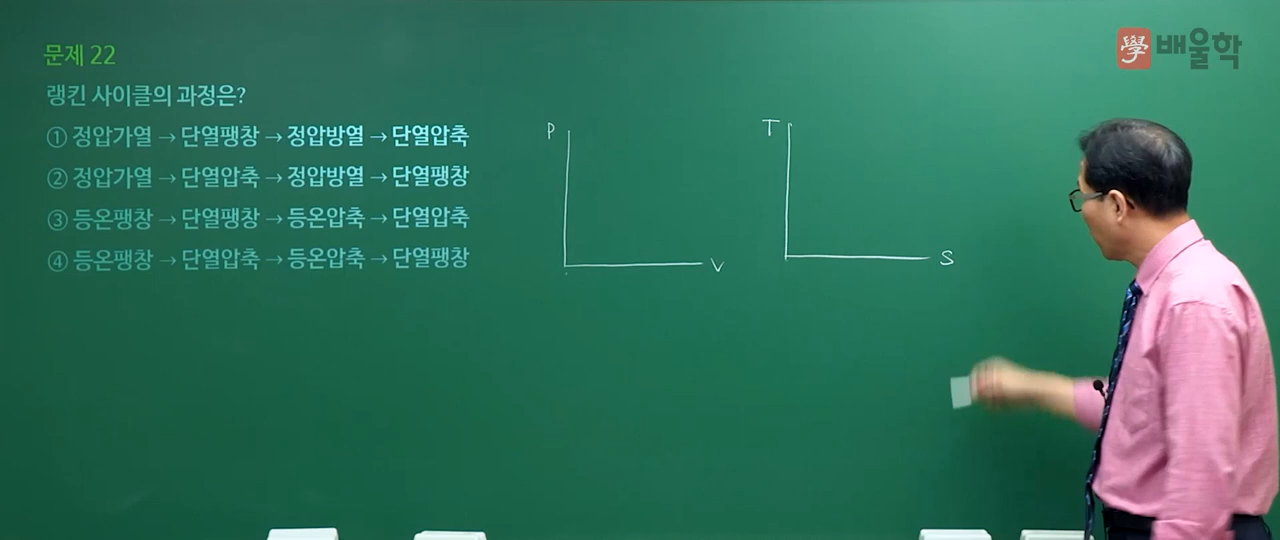 學 배울학
문제 22
랭킨 사이클의 과정은?
① 정압가열 → 단열팽창 → 정압방열 → 단열압축
② 정압가열 → 단열압축 → 정압방열 → 단열팽창
③ 등온팽창 → 단열팽창 → 등온압축 → 단열압축
④ 등온팽창 → 단열압축 → 등온압축 → 단열팽창
P
V
T
S